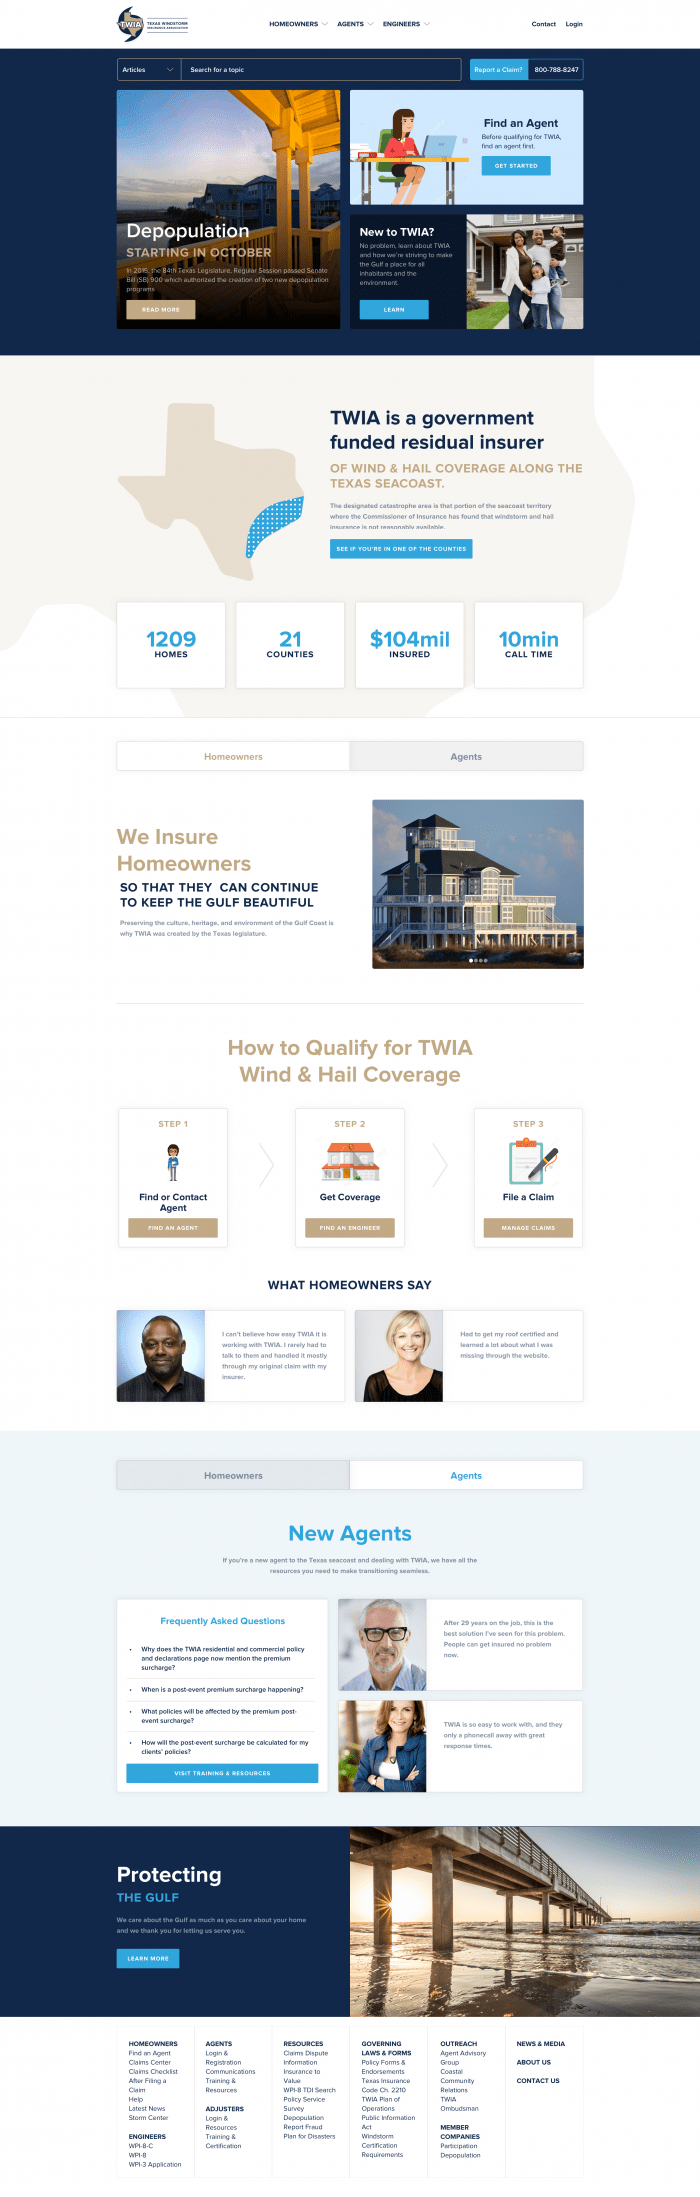 TWIA
TEXAS WINDSTORM
INSURANCE ASSOCIATION
HOMEOWNERS
AGENTS
ENGINEERS
Contact
Login
Articles
Search for a topic
Report a Claim?
800-788-8247
Depopulation
STARTING IN OCTOBER
In 2015, the 84th Texas Legislature, Regular Session passed Senate
Bill (SB) 900 which authorized the creation of two new depopulation
programs
READ MORE
Find an Agent
Before qualifying for TWIA,
find an agent first.
GET STARTED
New to TWIA?
No problem, learn about TWIA
and how we're striving to make
the Gulf a place for all
inhabitants and the
environment.
LEARN
TWIA is a government
funded residual insurer
OF WIND & HAIL COVERAGE ALONG THE
TEXAS SEACOAST.
The designated catastrophe area is that portion of the seacoast territory
where the Commissioner of Insurance has found that windstorm and hail
insurance is not reasonably available.
SEE IF YOU'RE IN ONE OF THE COUNTIES
1209
HOMES
21
COUNTIES
$104mil
INSURED
10min
CALL TIME
Homeowners
Agents
We Insure
Homeowners
SO THAT THEY CAN CONTINUE
TO KEEP THE GULF BEAUTIFUL
Preserving the culture, heritage, and environment of the Gulf Coast is
why TWIA was created by the Texas legislature.
How to Qualify for TWIA
Wind & Hail Coverage
STEP 1
Find or Contact
Agent
FIND AN AGENT
STEP 2
Get Coverage
FIND AN ENGINEER
STEP 3
File a Claim
MANAGE CLAIMS
WHAT HOMEOWNERS SAY
I can't believe how easy TWIA it is
working with TWIA. I rarely had to
talk to them and handled it mostly
through my original claim with my
insurer.
Had to get my roof certified and
learned a lot about what I was
missing through the website.
Homeowners
Agents
New Agents
If you're a new agent to the Texas seacoast and dealing with TWIA, we have all the
resources you need to make transitioning seamless.
Frequently Asked Questions
• Why does the TWIA residential and commercial policy
and declarations page now mention the premium
surcharge?
• When is a post-event premium surcharge happening?
• What policies will be affected by the premium post-
event surcharge?
• How will the post-event surcharge be calculated for my
clients' policies?
VISIT TRAINING & RESOURCES
After 29 years on the job, this is the
best solution I've seen for this problem.
People can get insured no problem
now.
TWIA is so easy to work with, and they
only a phonecall away with great
response times.
Protecting
THE GULF
We care about the Gulf as much as you care about your home
and we thank you for letting us serve you.
LEARN MORE
HOMEOWNERS
Find an Agent
Claims Center
Claims Checklist
After Filing a
Claim
Help
Latest News
Storm Center
ENGINEERS
WPI-8-C
WPI-8
WPI-3 Application
AGENTS
Login &
Registration
Communications
Training &
Resources
ADJUSTERS
Login &
Resources
Training &
Certification
RESOURCES
Claims Dispute
Information
Insurance to
Value
WPI-8 TDI Search
Policy Service
Survey
Depopulation
Report Fraud
Plan for Disasters
GOVERNING
LAWS & FORMS
Policy Forms &
Endorsements
Texas Insurance
Code Ch. 2210
TWIA Plan of
Operations
Public Information
Act
Windstorm
Certification
Requirements
OUTREACH
Agent Advisory
Group
Coastal
Community
Relations
TWIA
Ombudsman
MEMBER
COMPANIES
Participation
Depopulation
NEWS & MEDIA
ABOUT US
CONTACT US